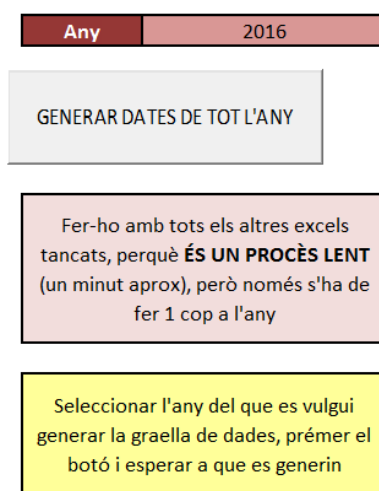 Any 2016
GENERAR DATES DE TOT L'ANY
Fer-ho amb tots els altres excels
tancats, perquè ÉS UN PROCÈS LENT
(un minut aprox), però només s'ha de
fer 1 cop a l'any
Seleccionar l'any del que es vulgui
generar la graella de dades, prémer el
botó i esperar a que es generin